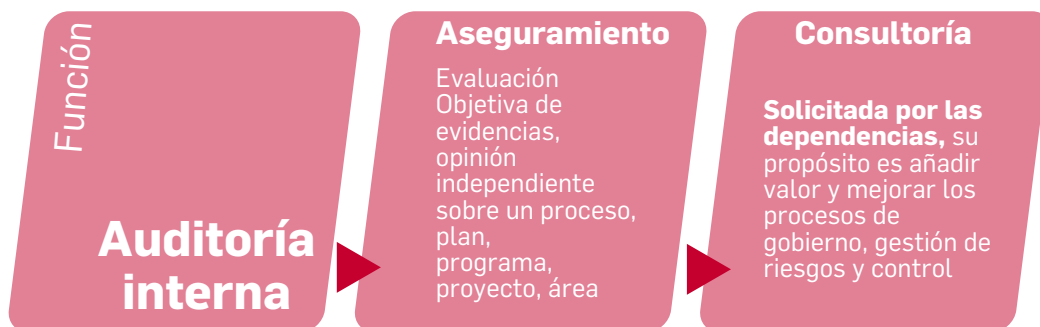 Función
Auditoría
interna
Aseguramiento
Evaluación
Objetiva de
evidencias,
opinión
independiente
sobre un proceso,
plan,
programa,
proyecto, área
Consultoría
Solicitada por las
dependencias, su
propósito es añadir
valor y mejorar los
procesos de
gobierno, gestión de
riesgos y control